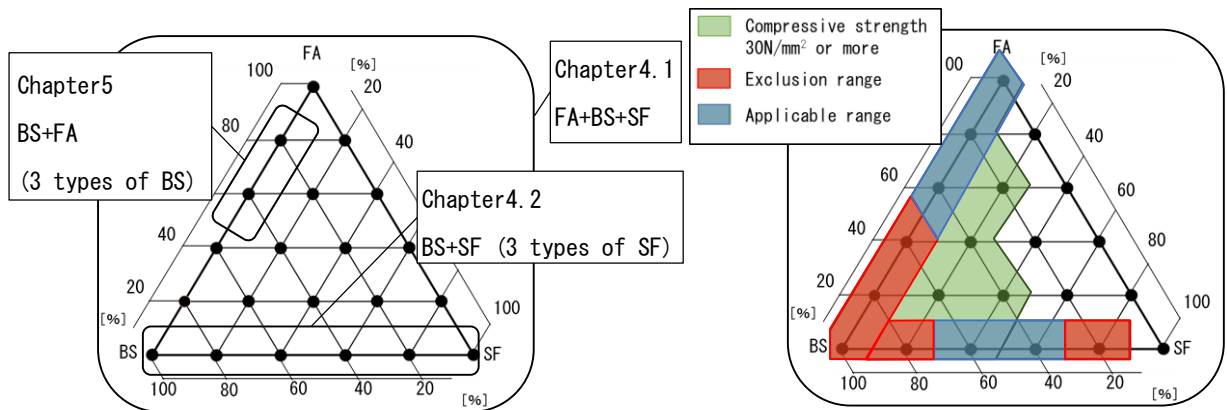 Chapter5
BS+FA
(3 types of BS)
Chapter4.1
FA+BS+SF
Chapter4.2
BS+SF (3 types of SF)
FA
100
[%]
20
80
40
40
20
100
[%]
BS
SF
100
80
60
40
20
[%]
Compressive strength
30N/mm² or more
Exclusion range
Applicable range
FA
00
[%]
20
40
60
60
40
80
20
100
[%]
BS
SF
100
80
60
40
20
[%]